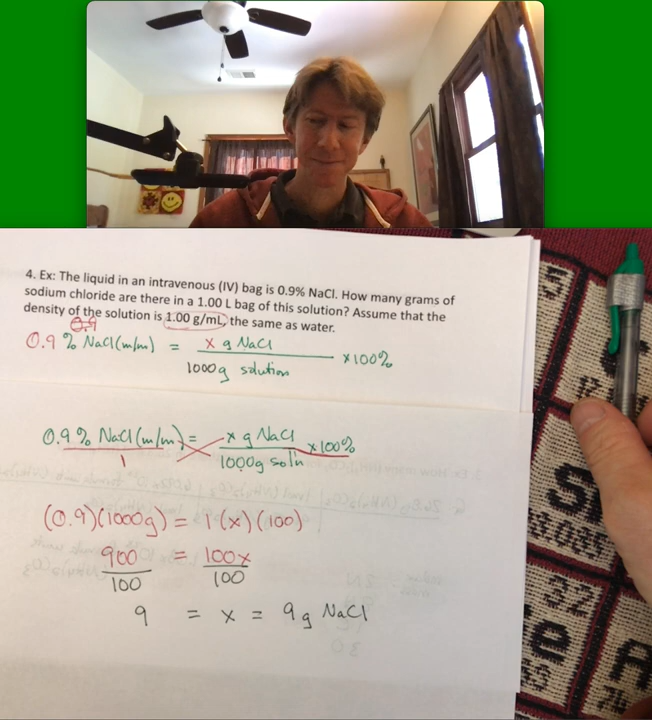 4. Ex: The liquid in an intravenous (IV) bag is 0.9% NaCl. How many grams of
sodium chloride are there in a 1.00 L bag of this solution? Assume that the
density of the solution is 1.00 g/mL, the same as water.
0.9
0.9 % NaCl (m/m) = x g NaCl / 1000g solution × 100%
0.9 % NaCl (m/m) / 1 = x g NaCl / 1000g soln × 100%
(0.9)(1000g) = 1 (x) (100)
900 / 100 = 100x / 100
9 = x = 9 g NaCl
32